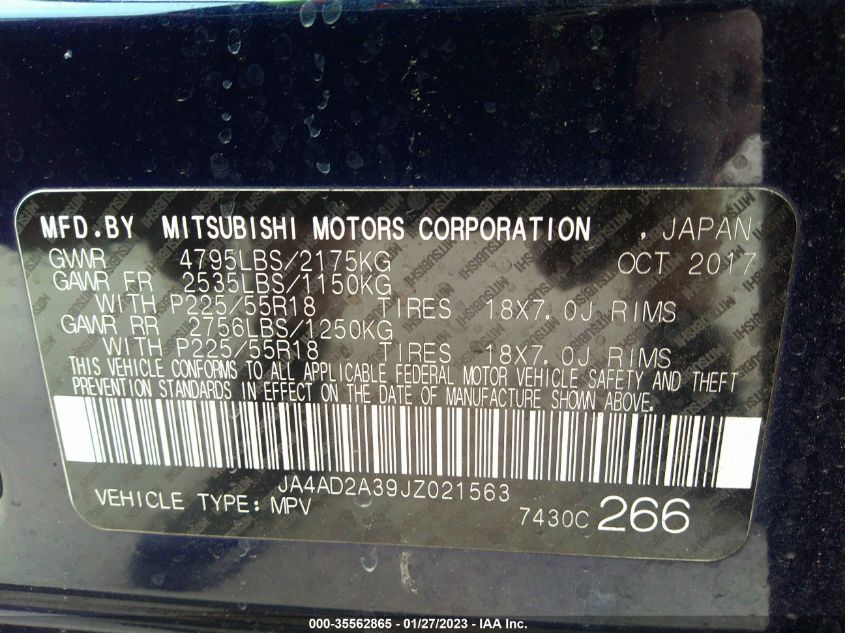 MFD.BY MITSUBISHI MOTORS CORPORATION , JAPAN
GWWR 4795LBS/2175KG OCT 2017
GAWR FR 2535LBS/1150KG
WITH P225/55R18 TIRES 18X7.0J RIMS
GAWR RR 2756LBS/1250KG
WITH P225/55R18 TIRES 18X7.0J RIMS
THIS VEHICLE CONFORMS TO ALL APPLICABLE FEDERAL MOTOR VEHICLE SAFETY AND THEFT
PREVENTION STANDARDS IN EFFECT ON THE DATE OF MANUFACTURE SHOWN ABOVE.
JA4AD2A39JZ021563
VEHICLE TYPE: MPV 7430C 266
000-35562865 - 01/27/2023 - IAA Inc.